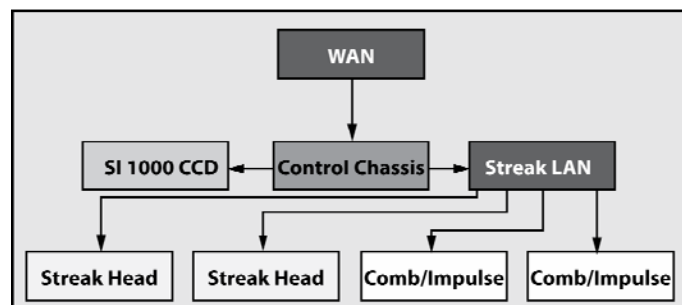 WAN
SI 1000 CCD
Control Chassis
Streak LAN
Streak Head
Streak Head
Comb/Impulse
Comb/Impulse